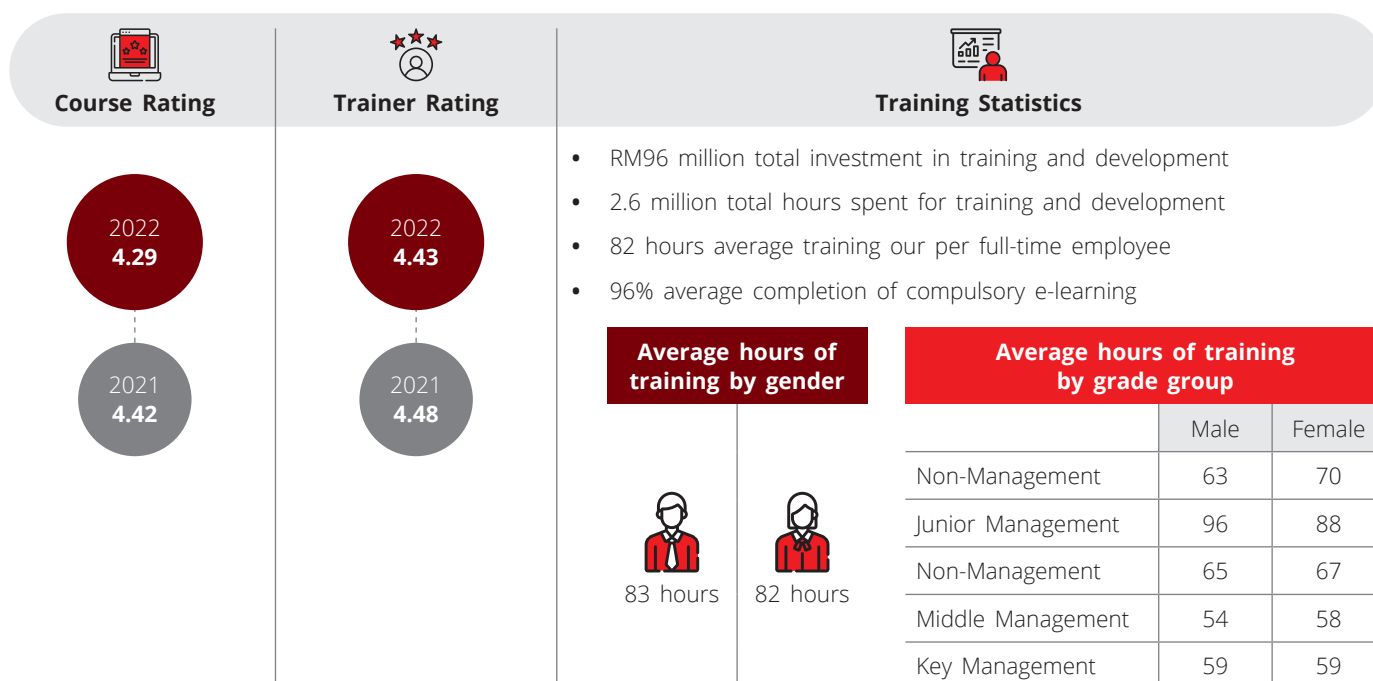 Course Rating
Trainer Rating
Training Statistics
2022
4.29
2021
4.42
2022
4.43
2021
4.48
• RM96 million total investment in training and development
• 2.6 million total hours spent for training and development
• 82 hours average training our per full-time employee
• 96% average completion of compulsory e-learning
Average hours of
training by gender
83 hours
82 hours
Average hours of training
by grade group
Male Female
Non-Management 63 70
Junior Management 96 88
Non-Management 65 67
Middle Management 54 58
Key Management 59 59